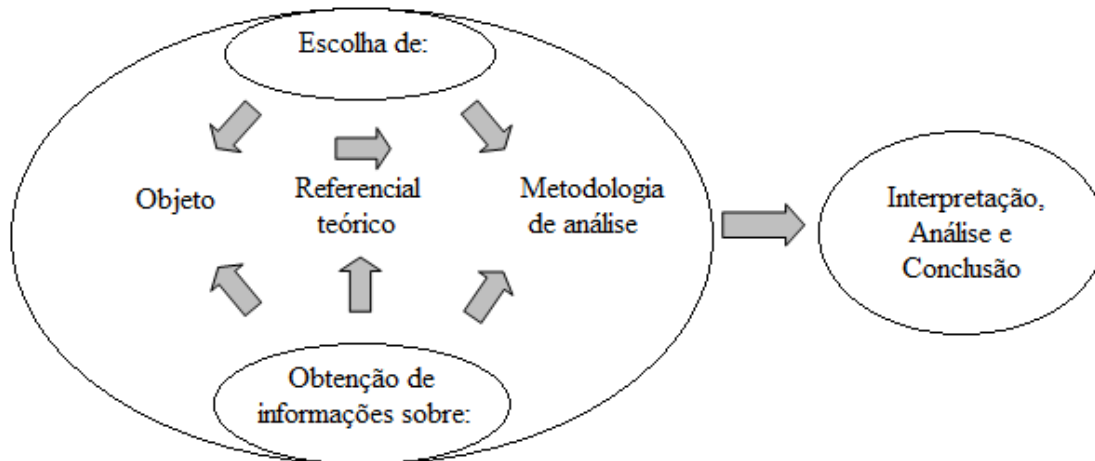 Escolha de:
Objeto
Referencial
teórico
Metodologia
de análise
Obtenção de
informações sobre:
Interpretação,
Análise e
Conclusão